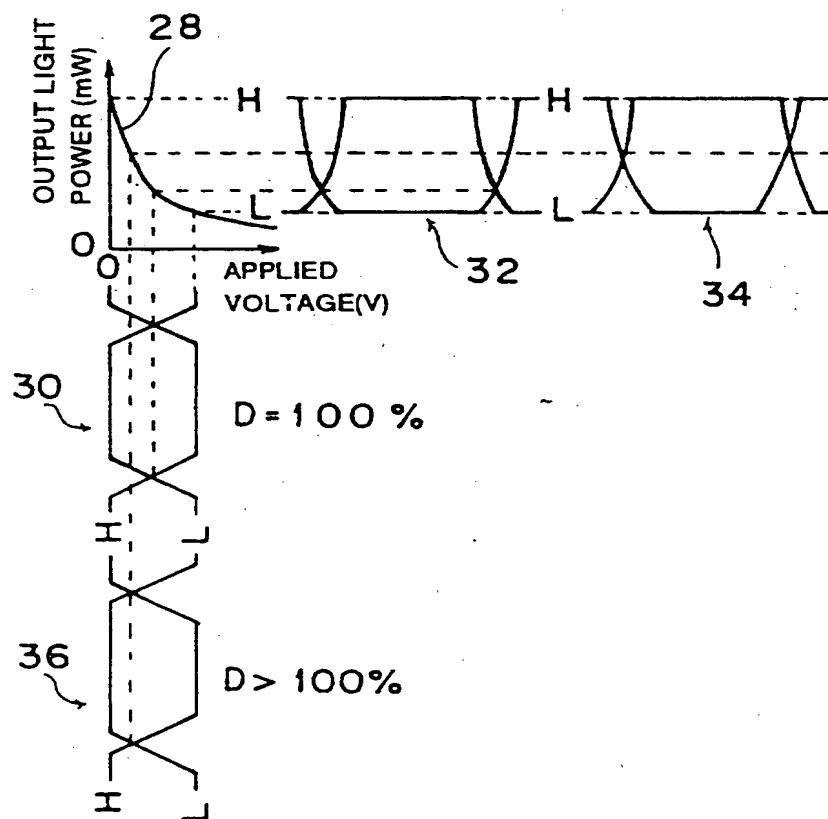 28
OUTPUT LIGHT
POWER (mW)
H
H
L
L
O
O
APPLIED
VOLTAGE(V)
32
34
30
D = 100 %
H
L
36
D > 100%
H
L